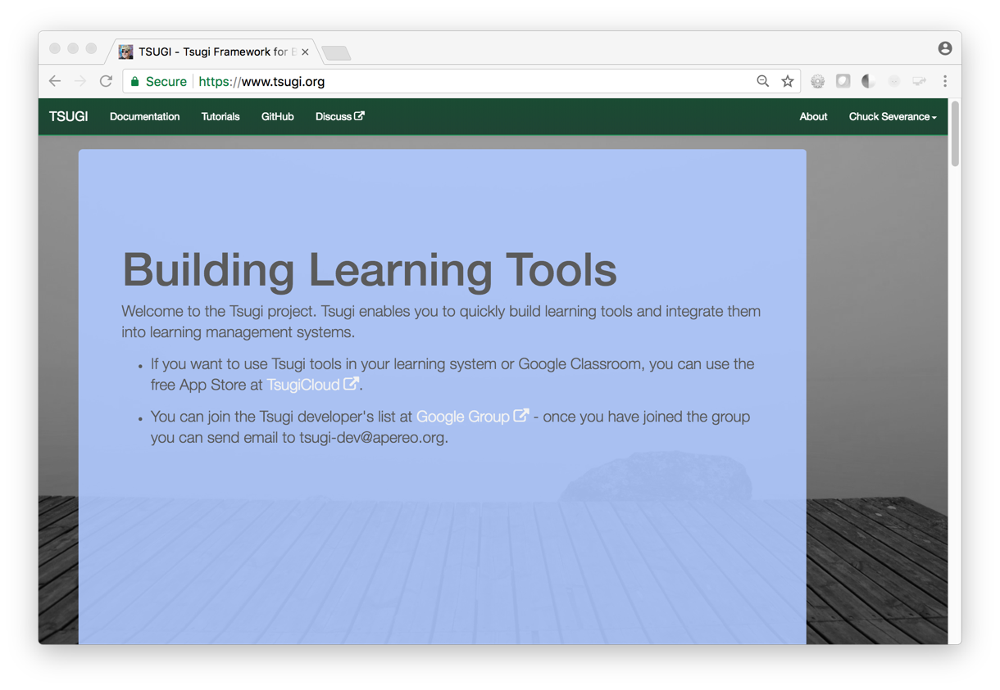 TSUGI - Tsugi Framework for B
Secure https://www.tsugi.org
TSUGI Documentation Tutorials GitHub Discuss About Chuck Severance
Building Learning Tools
Welcome to the Tsugi project. Tsugi enables you to quickly build learning tools and integrate them
into learning management systems.
• If you want to use Tsugi tools in your learning system or Google Classroom, you can use the
free App Store at TsugiCloud.
• You can join the Tsugi developer's list at Google Group - once you have joined the group
you can send email to tsugi-dev@apereo.org.